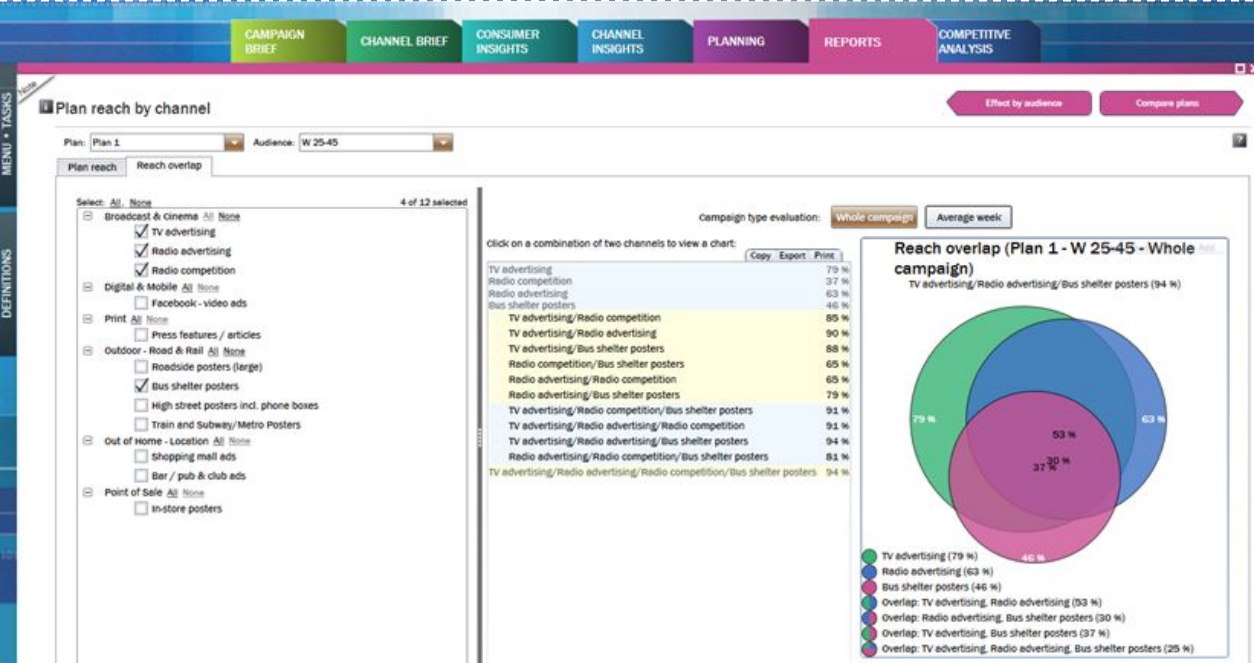 CAMPAIGN BRIEF
CHANNEL BRIEF
CONSUMER INSIGHTS
CHANNEL INSIGHTS
PLANNING
REPORTS
COMPETITIVE ANALYSIS
Note
MENU • TASKS
DEFINITIONS
Plan reach by channel
Effect by audience
Compare plans
Plan: Plan 1
Audience: W 25-45
?
Plan reach
Reach overlap
Select: All, None
4 of 12 selected
Broadcast & Cinema All None
TV advertising
Radio advertising
Radio competition
Digital & Mobile All None
Facebook - video ads
Print All None
Press features / articles
Outdoor - Road & Rail All None
Roadside posters (large)
Bus shelter posters
High street posters incl. phone boxes
Train and Subway/Metro Posters
Out of Home - Location All None
Shopping mall ads
Bar / pub & club ads
Point of Sale All None
In-store posters
Campaign type evaluation: Whole campaign Average week
Click on a combination of two channels to view a chart:
Copy Export Print
TV advertising 79 %
Radio competition 37 %
Radio advertising 63 %
Bus shelter posters 46 %
TV advertising/Radio competition 85 %
TV advertising/Radio advertising 90 %
TV advertising/Bus shelter posters 88 %
Radio competition/Bus shelter posters 65 %
Radio advertising/Radio competition 65 %
Radio advertising/Bus shelter posters 79 %
TV advertising/Radio competition/Bus shelter posters 91 %
TV advertising/Radio advertising/Radio competition 91 %
TV advertising/Radio advertising/Bus shelter posters 94 %
Radio advertising/Radio competition/Bus shelter posters 81 %
TV advertising/Radio advertising/Radio competition/Bus shelter posters 94 %
Reach overlap (Plan 1 - W 25-45 - Whole
campaign)
TV advertising/Radio advertising/Bus shelter posters (94 %)
79 %
63 %
53 %
30 %
37 %
46 %
TV advertising (79 %)
Radio advertising (63 %)
Bus shelter posters (46 %)
Overlap: TV advertising, Radio advertising (53 %)
Overlap: Radio advertising, Bus shelter posters (30 %)
Overlap: TV advertising, Bus shelter posters (37 %)
Overlap: TV advertising, Radio advertising, Bus shelter posters (25 %)